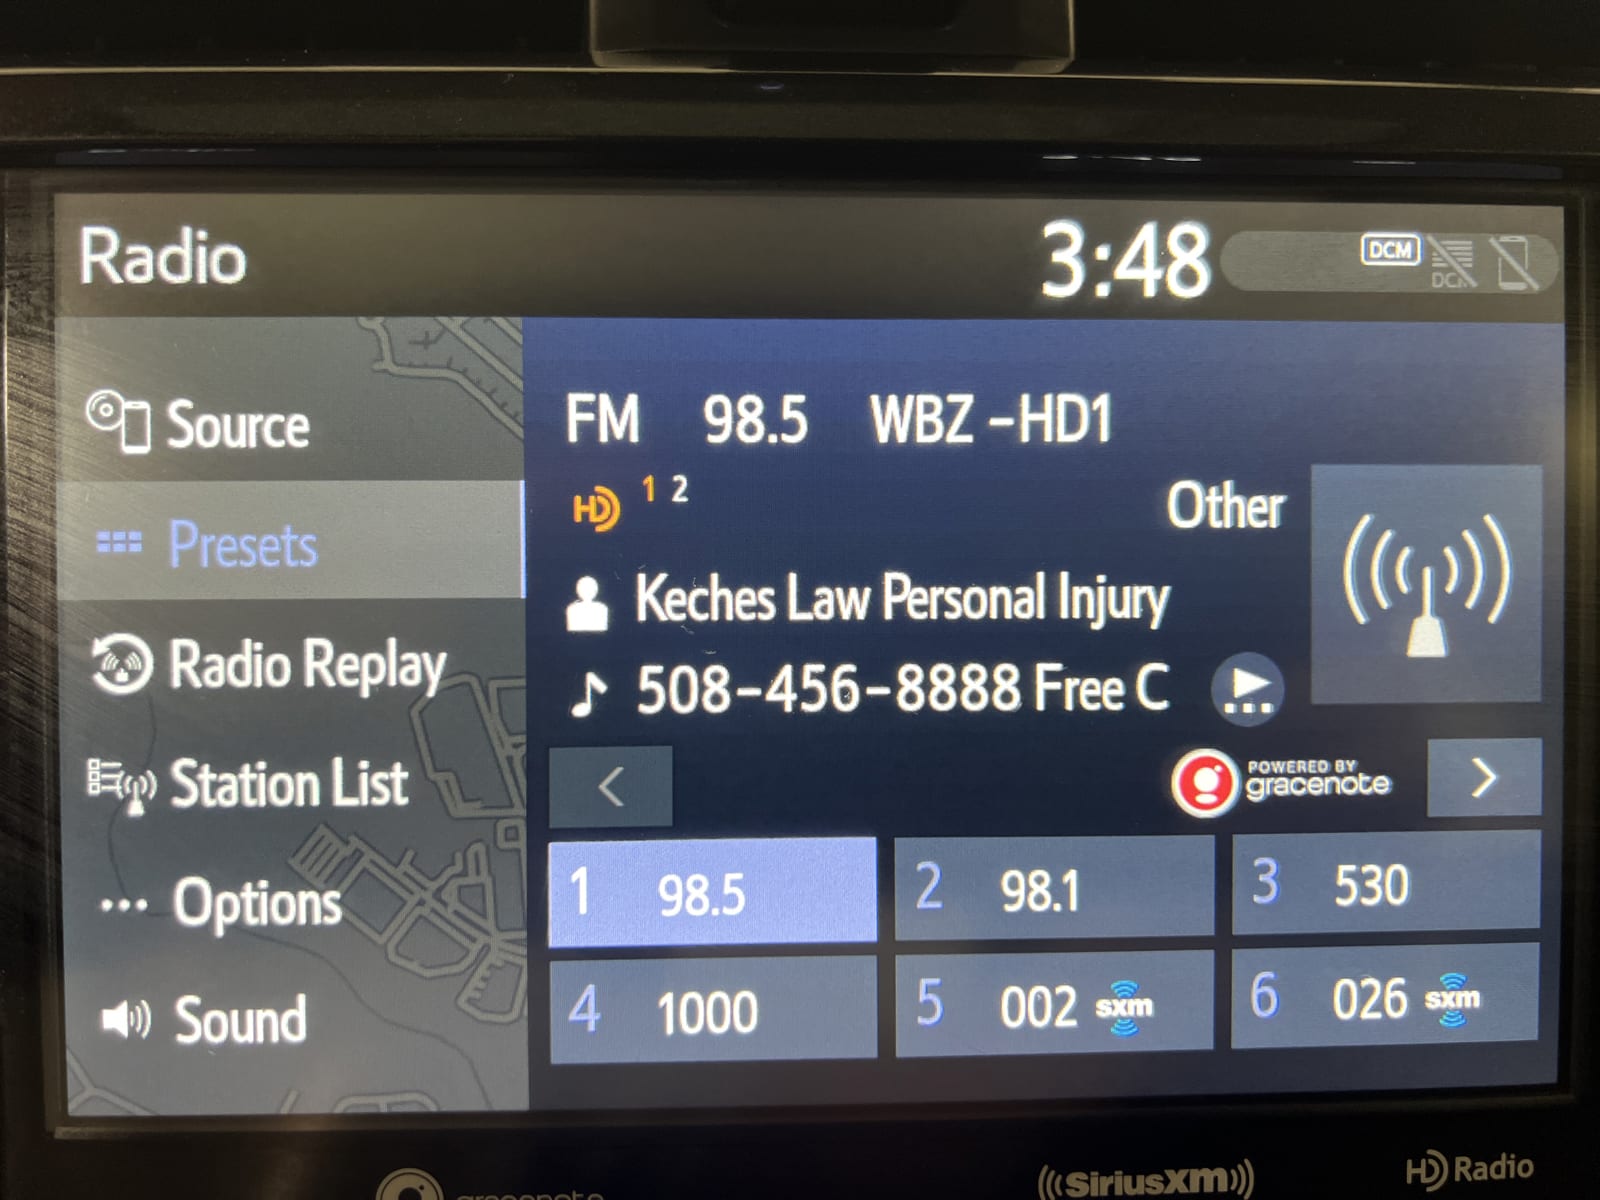 Radio
3:48
DCM
DCM
Source
Presets
Radio Replay
Station List
Options
Sound
FM 98.5 WBZ -HD1
HD 1 2
Other
Keches Law Personal Injury
508-456-8888 Free C
POWERED BY
gracenote
1 98.5
2 98.1
3 530
4 1000
5 002 sxm
6 026 sxm
gracenote
((SiriusXM))
HD Radio